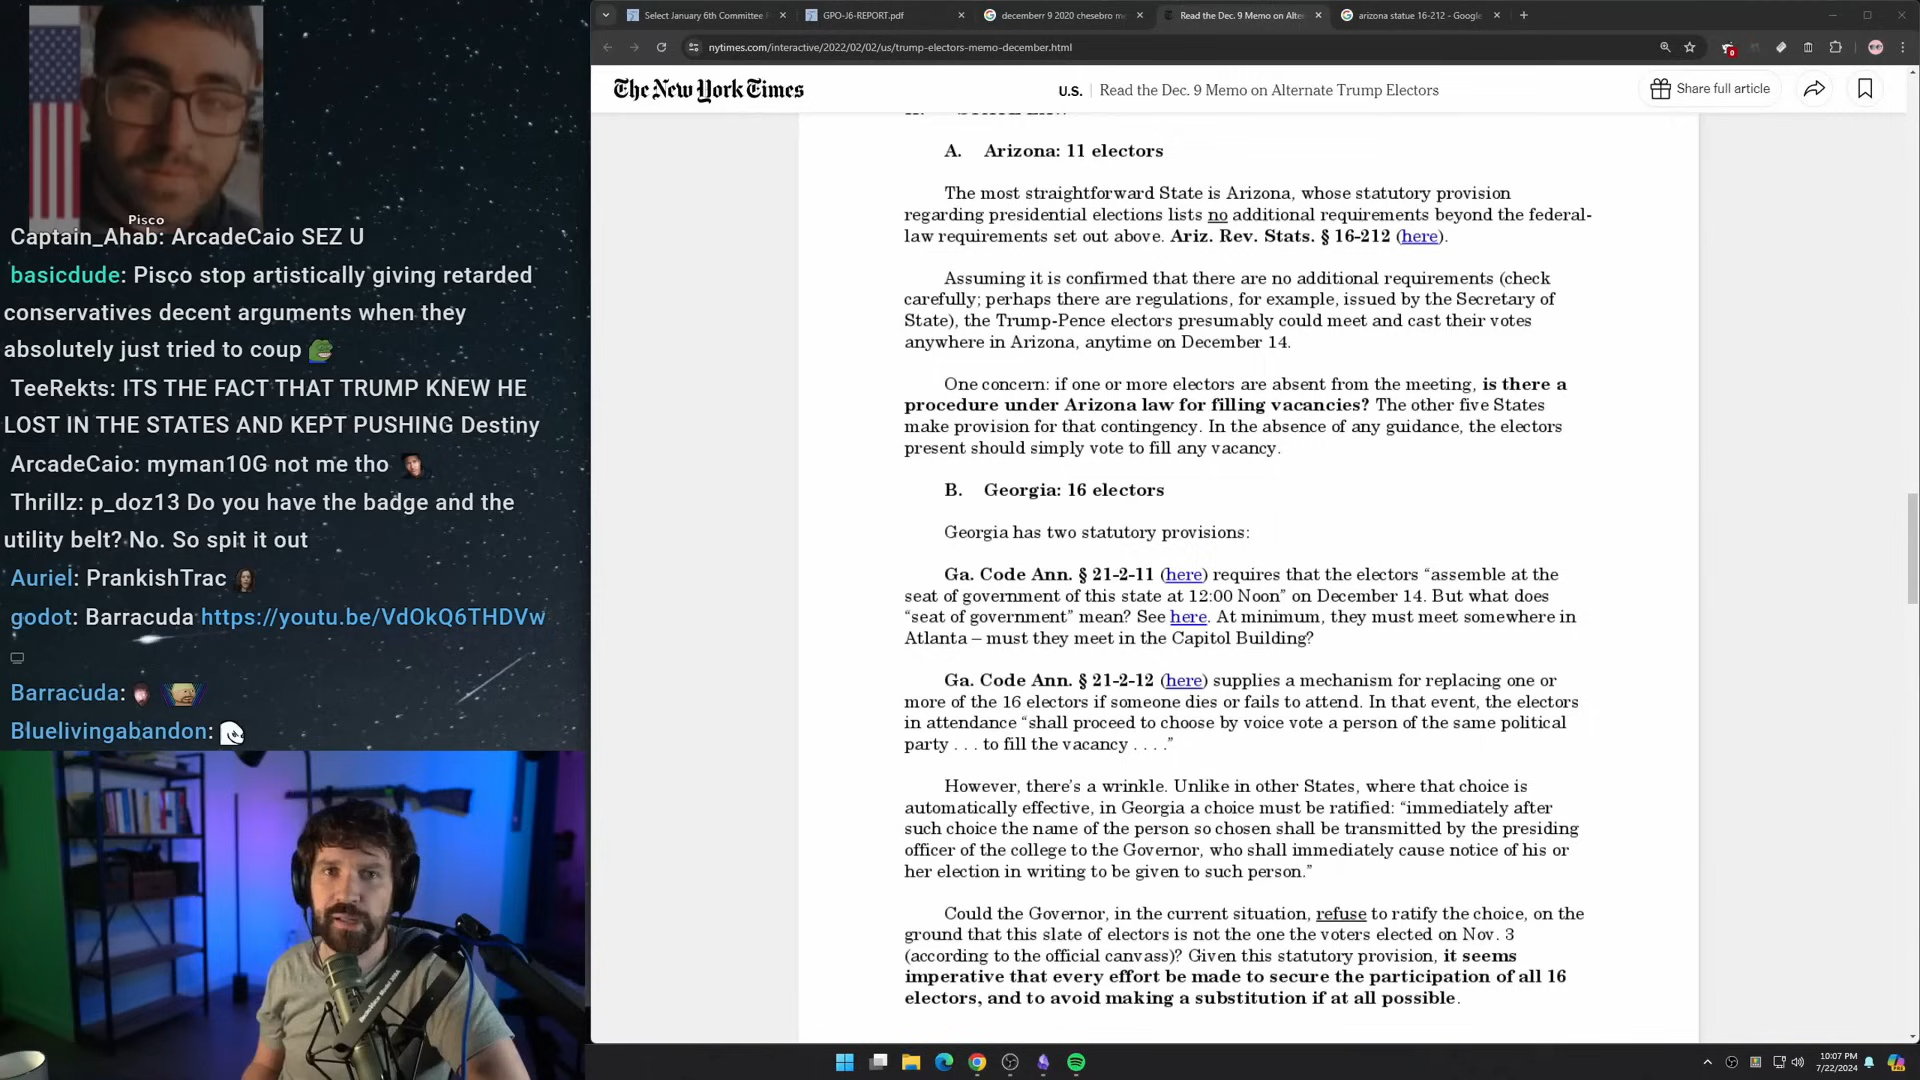 Select January 6th Committee F
GPO-J6-REPORT.pdf
decemberr 9 2020 chesebro me
Read the Dec. 9 Memo on Alter
arizona statue 16-212 - Google
nytimes.com/interactive/2022/02/02/us/trump-electors-memo-december.html
The New York Times
U.S.
Read the Dec. 9 Memo on Alternate Trump Electors
Share full article
Pisco
Captain_Ahab: ArcadeCaio SEZ U
basicdude: Pisco stop artistically giving retarded
conservatives decent arguments when they
absolutely just tried to coup
TeeRekts: ITS THE FACT THAT TRUMP KNEW HE
LOST IN THE STATES AND KEPT PUSHING Destiny
ArcadeCaio: myman10G not me tho
Thrillz: p_doz13 Do you have the badge and the
utility belt? No. So spit it out
Auriel: PrankishTrac
godot: Barracuda https://youtu.be/VdOkQ6THDVw
Barracuda:
Bluelivingabandon:
A. Arizona: 11 electors
The most straightforward State is Arizona, whose statutory provision
regarding presidential elections lists no additional requirements beyond the federal-
law requirements set out above. Ariz. Rev. Stats. § 16-212 (here).
Assuming it is confirmed that there are no additional requirements (check
carefully; perhaps there are regulations, for example, issued by the Secretary of
State), the Trump-Pence electors presumably could meet and cast their votes
anywhere in Arizona, anytime on December 14.
One concern: if one or more electors are absent from the meeting, is there a
procedure under Arizona law for filling vacancies? The other five States
make provision for that contingency. In the absence of any guidance, the electors
present should simply vote to fill any vacancy.
B. Georgia: 16 electors
Georgia has two statutory provisions:
Ga. Code Ann. § 21-2-11 (here) requires that the electors “assemble at the
seat of government of this state at 12:00 Noon” on December 14. But what does
“seat of government” mean? See here. At minimum, they must meet somewhere in
Atlanta – must they meet in the Capitol Building?
Ga. Code Ann. § 21-2-12 (here) supplies a mechanism for replacing one or
more of the 16 electors if someone dies or fails to attend. In that event, the electors
in attendance “shall proceed to choose by voice vote a person of the same political
party . . . to fill the vacancy . . . .”
However, there’s a wrinkle. Unlike in other States, where that choice is
automatically effective, in Georgia a choice must be ratified: “immediately after
such choice the name of the person so chosen shall be transmitted by the presiding
officer of the college to the Governor, who shall immediately cause notice of his or
her election in writing to be given to such person.”
Could the Governor, in the current situation, refuse to ratify the choice, on the
ground that this slate of electors is not the one the voters elected on Nov. 3
(according to the official canvass)? Given this statutory provision, it seems
imperative that every effort be made to secure the participation of all 16
electors, and to avoid making a substitution if at all possible.
10:07 PM
7/22/2024